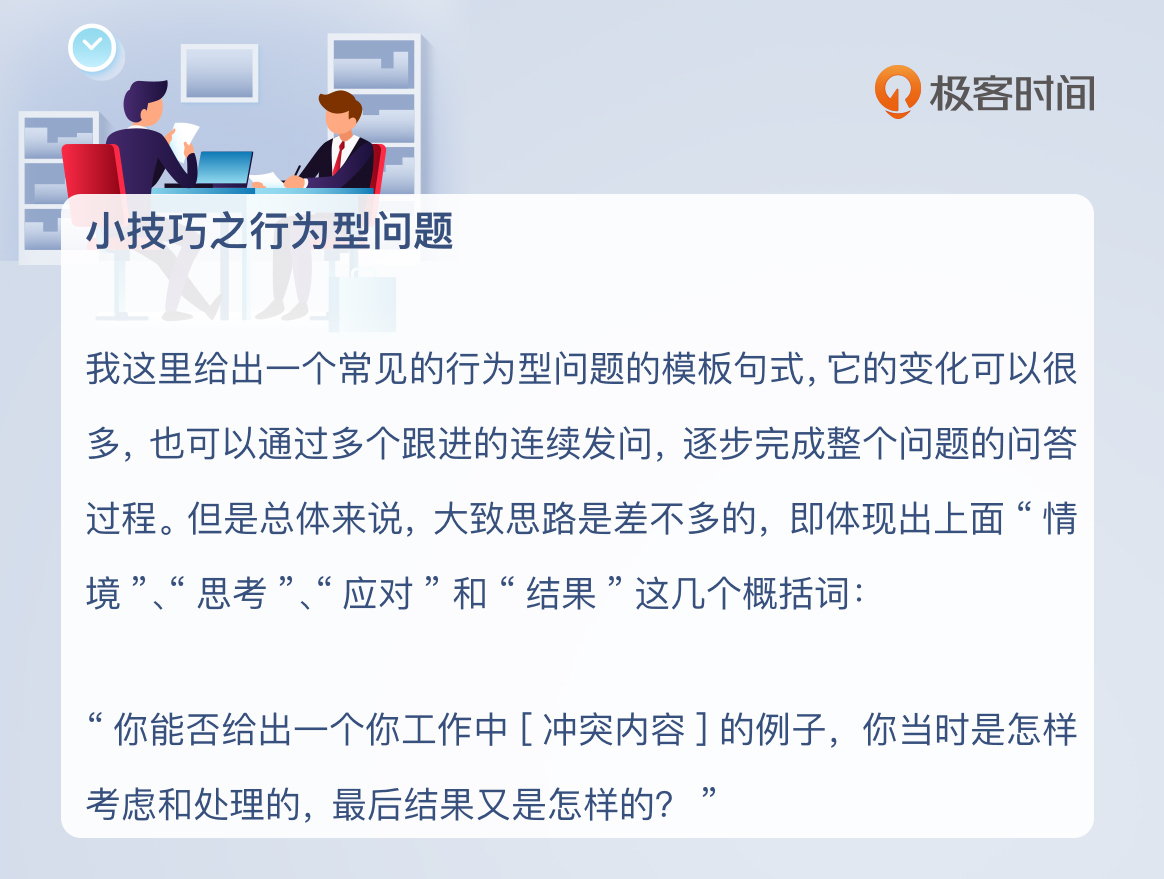 极客时间
小技巧之行为型问题
我这里给出一个常见的行为型问题的模板句式，它的变化可以很
多，也可以通过多个跟进的连续发问，逐步完成整个问题的问答
过程。但是总体来说，大致思路是差不多的，即体现出上面“情
境”、“思考”、“应对”和“结果”这几个概括词：
“你能否给出一个你工作中[冲突内容]的例子，你当时是怎样
考虑和处理的，最后结果又是怎样的？”